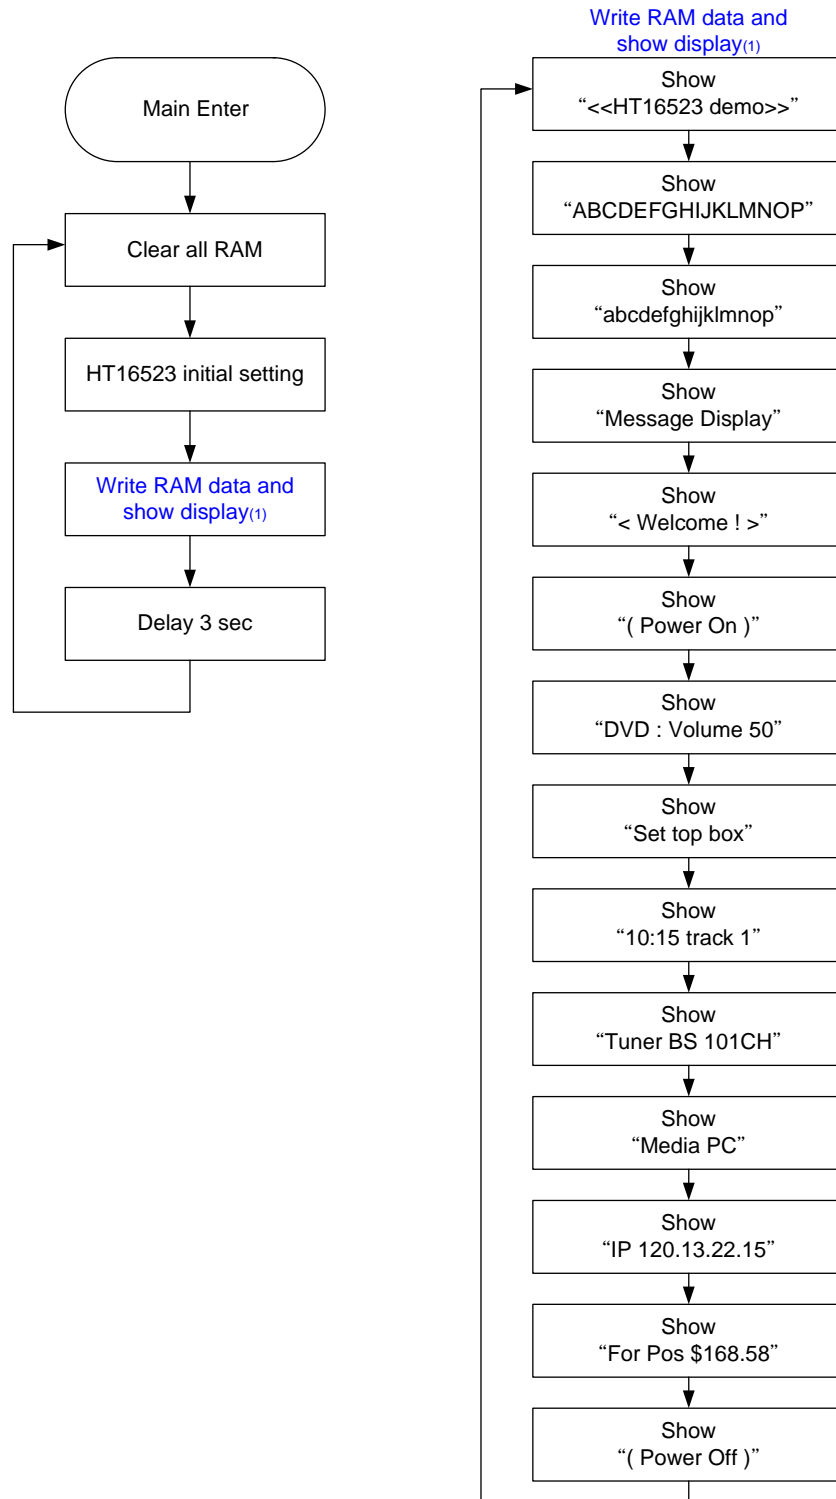 Main Enter
Clear all RAM
HT16523 initial setting
Write RAM data and
show display(1)
Delay 3 sec
Write RAM data and
show display(1)
Show
“<<HT16523 demo>>”
Show
“ABCDEFGHIJKLMNOP”
Show
“abcdefghijklmnop”
Show
“Message Display”
Show
“< Welcome ! >”
Show
“( Power On )”
Show
“DVD : Volume 50”
Show
“Set top box”
Show
“10:15 track 1”
Show
“Tuner BS 101CH”
Show
“Media PC”
Show
“IP 120.13.22.15”
Show
“For Pos $168.58”
Show
“( Power Off )”